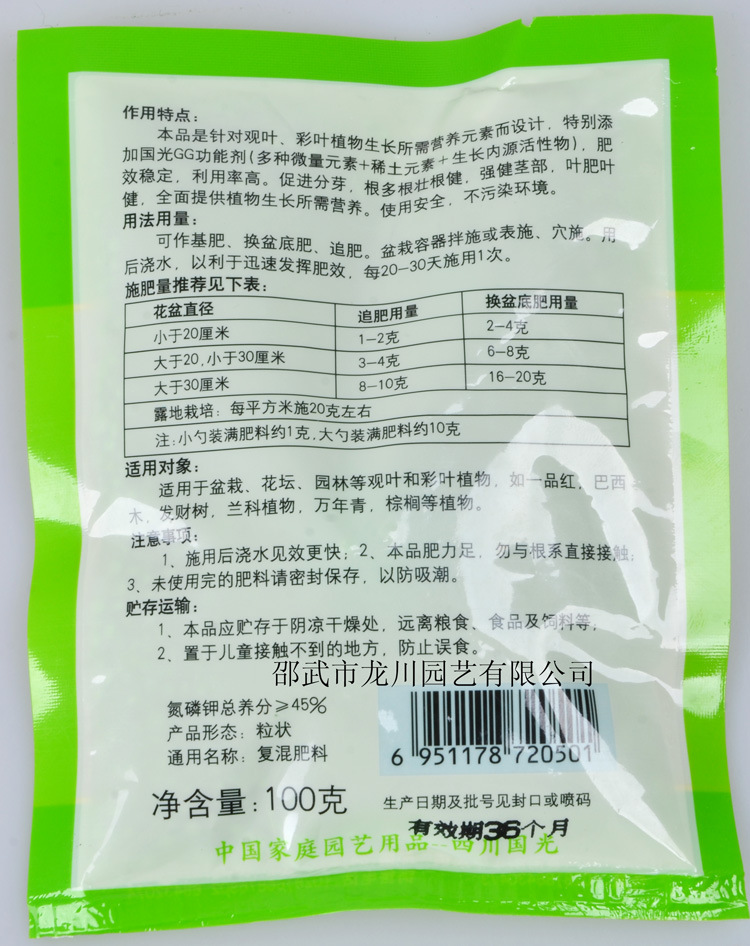 作用特点：
本品是针对观叶、彩叶植物生长所需营养元素而设计，特别添
加国光GG功能剂(多种微量元素+稀土元素+生长内源活性物)，肥
效稳定，利用率高。促进分芽，根多根壮根健，强健茎部，叶肥叶
健，全面提供植物生长所需营养。使用安全，不污染环境。
用法用量：
可作基肥、换盆底肥、追肥。盆栽容器拌施或表施、穴施。用
后浇水，以利于迅速发挥肥效，每20-30天施用1次。
施肥量推荐见下表：
花盆直径 追肥用量 换盆底肥用量
小于20厘米 1-2克 2-4克
大于20，小于30厘米 3-4克 6-8克
大于30厘米 8-10克 16-20克
露地栽培：每平方米施20克左右
注：小勺装满肥料约1克，大勺装满肥料约10克
适用对象：
适用于盆栽、花坛、园林等观叶和彩叶植物，如一品红，巴西
木，发财树，兰科植物，万年青，棕榈等植物。
注意事项：
1、施用后浇水见效更快；2、本品肥力足，勿与根系直接接触；
3、未使用完的肥料请密封保存，以防吸潮。
贮存运输：
1、本品应贮存于阴凉干燥处，远离粮食、食品及饲料等，
2、置于儿童接触不到的地方，防止误食。
邵武市龙川园艺有限公司
氮磷钾总养分≥45%
产品形态：粒状
通用名称：复混肥料
6 951178 720501
净含量：100克
生产日期及批号见封口或喷码
有效期36个月
中国家庭园艺用品--四川国光